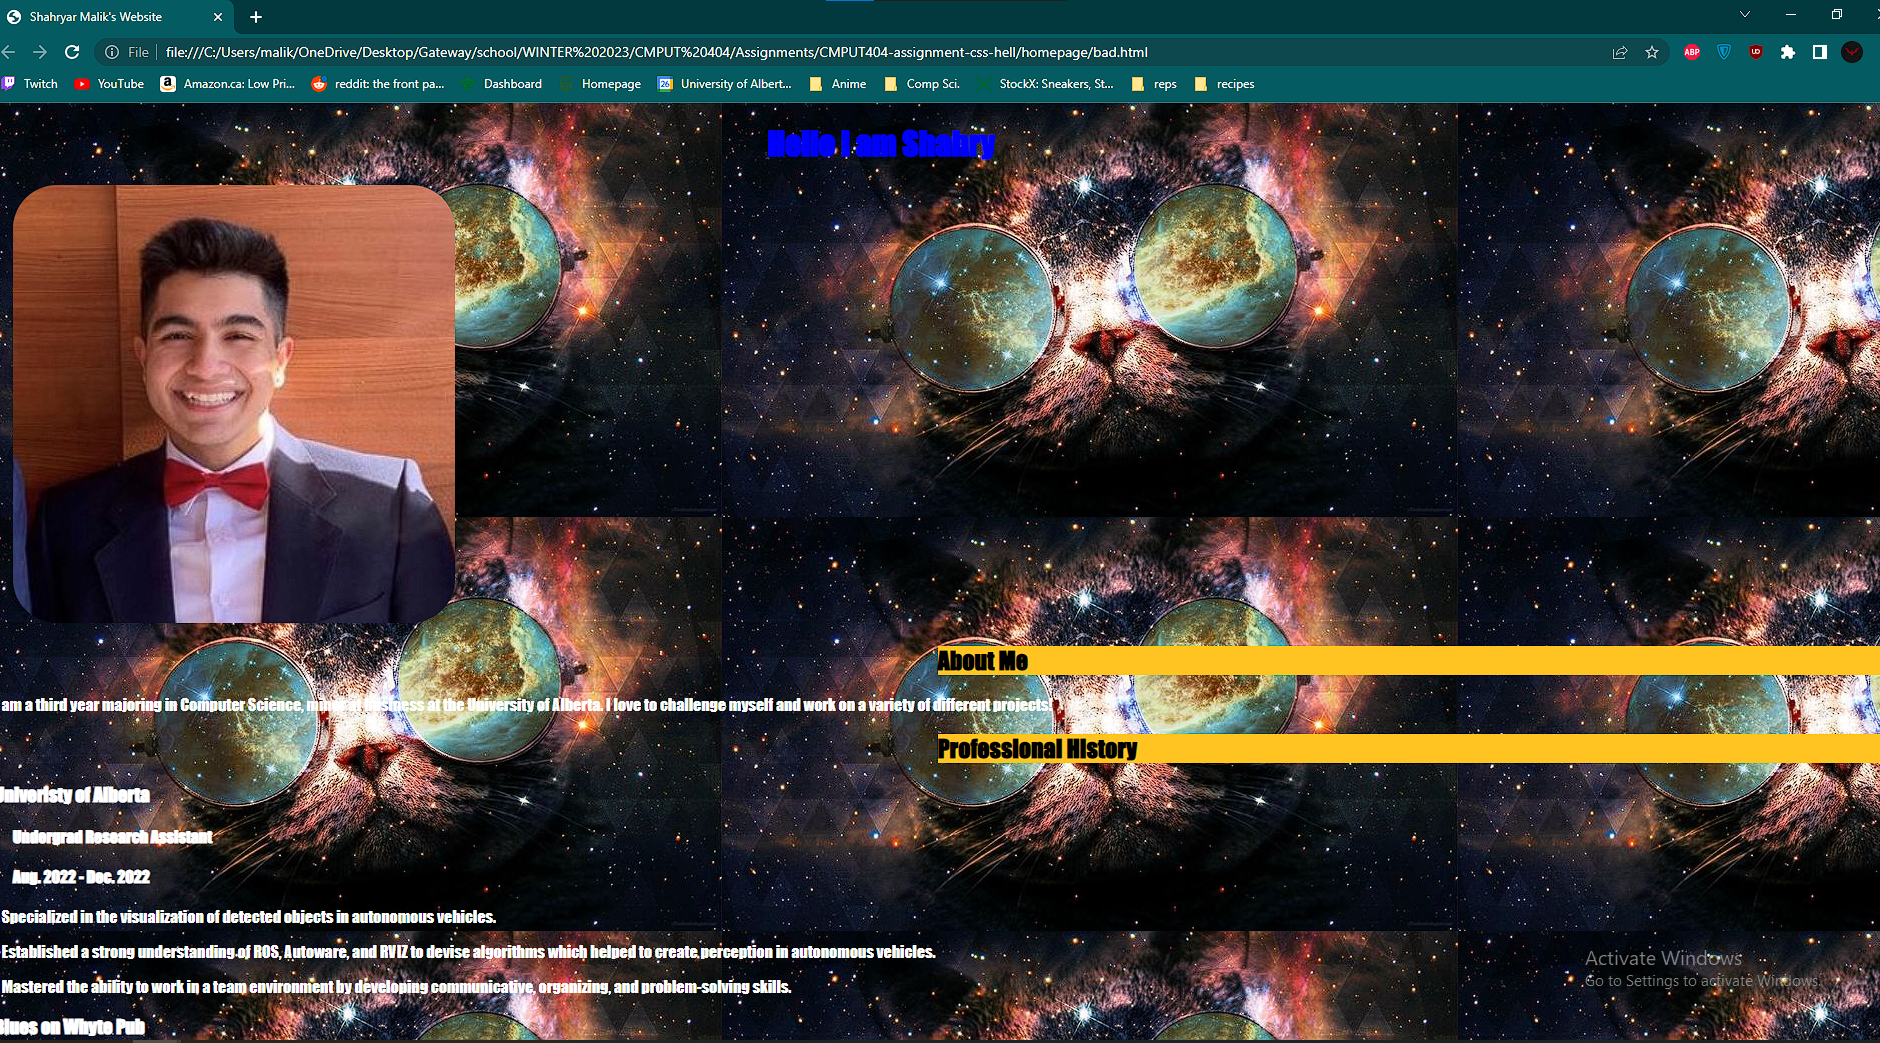 Shahryar Malik's Website
File
file:///C:/Users/malik/OneDrive/Desktop/Gateway/school/WINTER%202023/CMPUT%20404/Assignments/CMPUT404-assignment-css-hell/homepage/bad.html
ABP
UD
Twitch YouTube Amazon.ca: Low Pri... reddit: the front pa... Dashboard Homepage 26 University of Albert... Anime Comp Sci. StockX: Sneakers, St... reps recipes
Hello I am Shahry
About Me
am a third year majoring in Computer Science, minor at business at the University of Alberta. I love to challenge myself and work on a variety of different projects!
Professional History
Univeristy of Alberta
Undergrad Research Assistant
Aug. 2022 - Dec. 2022
Specialized in the visualization of detected objects in autonomous vehicles.
Established a strong understanding of ROS, Autoware, and RVIZ to devise algorithms which helped to create perception in autonomous vehicles.
Mastered the ability to work in a team environment by developing communicative, organizing, and problem-solving skills.
Blues on Whyte Pub
Activate Windows
Go to Settings to activate Windows.